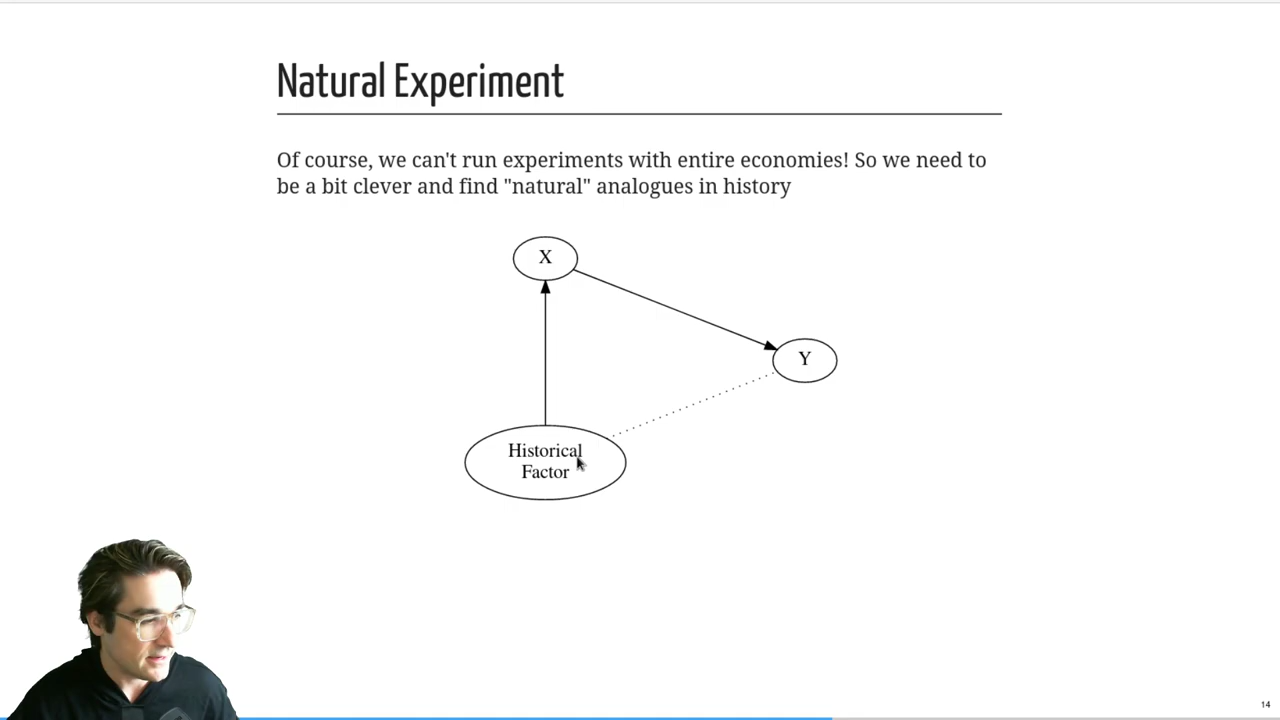 Natural Experiment
Of course, we can't run experiments with entire economies! So we need to
be a bit clever and find "natural" analogues in history
X
Y
Historical
Factor
14